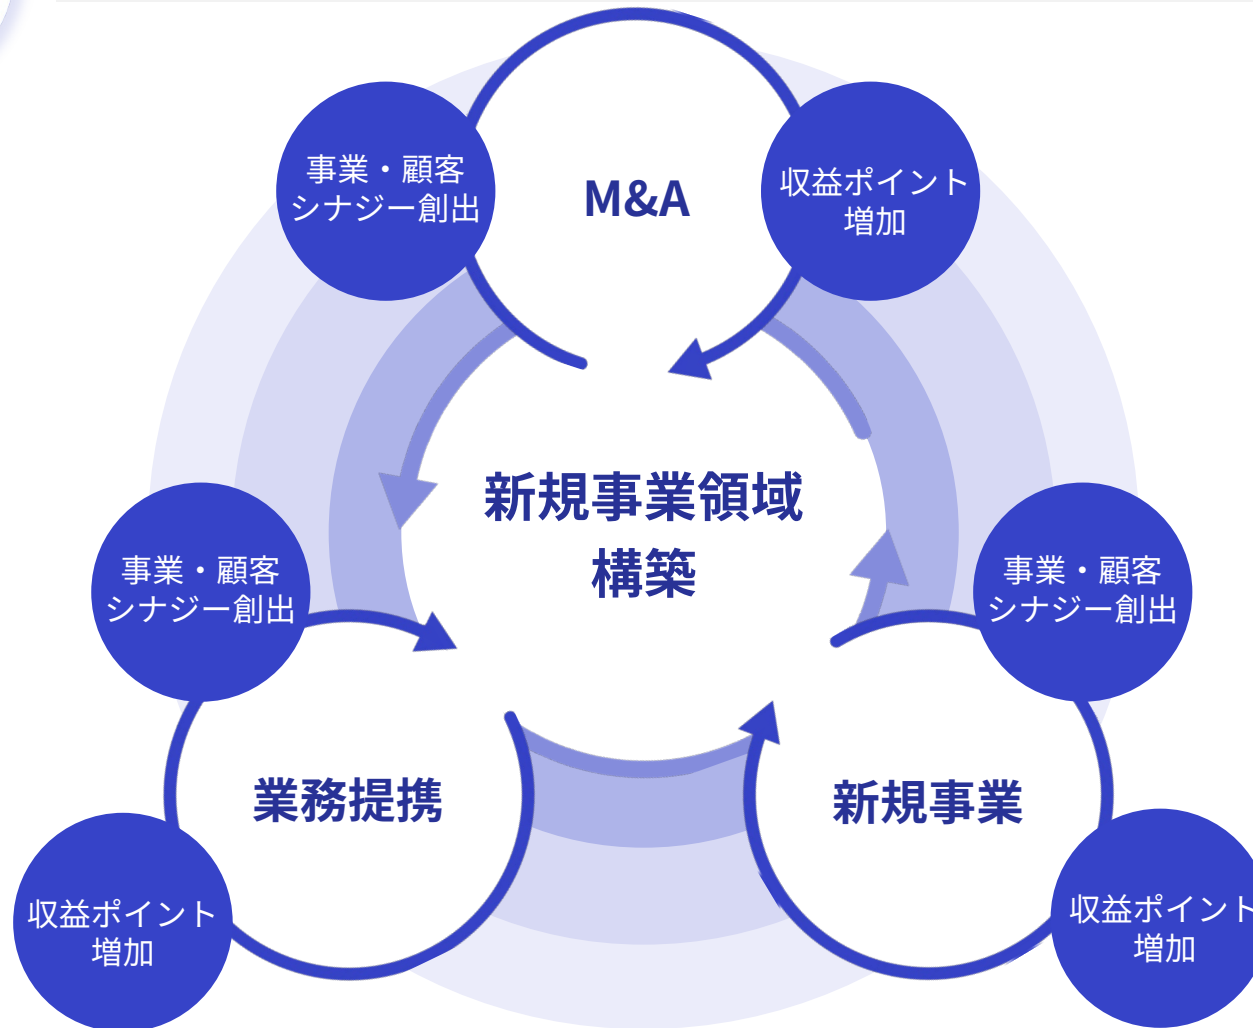 事業・顧客
シナジー創出
M&A
収益ポイント
増加
新規事業領域
構築
事業・顧客
シナジー創出
事業・顧客
シナジー創出
業務提携
新規事業
収益ポイント
増加
収益ポイント
増加